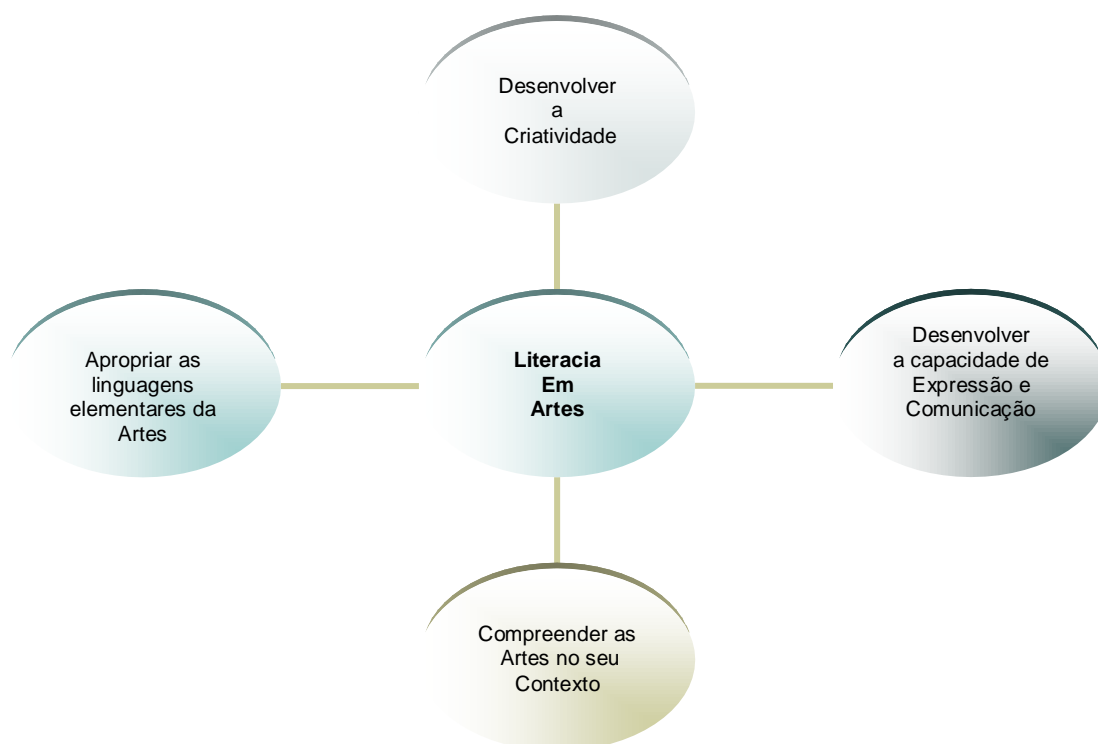 Desenvolver
a
Criatividade
Apropriar as
linguagens
elementares da
Artes
Literacia
Em
Artes
Desenvolver
a capacidade de
Expressão e
Comunicação
Compreender as
Artes no seu
Contexto